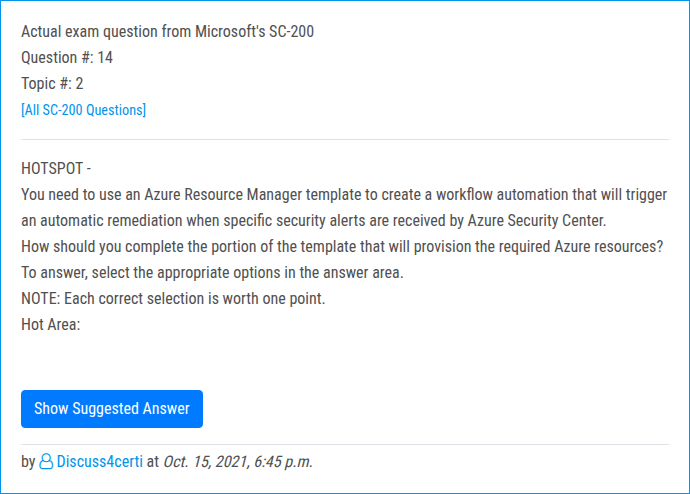 Actual exam question from Microsoft's SC-200
Question #: 14
Topic #: 2
[All SC-200 Questions]
HOTSPOT -
You need to use an Azure Resource Manager template to create a workflow automation that will trigger
an automatic remediation when specific security alerts are received by Azure Security Center.
How should you complete the portion of the template that will provision the required Azure resources?
To answer, select the appropriate options in the answer area.
NOTE: Each correct selection is worth one point.
Hot Area:
Show Suggested Answer
by Discuss4certi at Oct. 15, 2021, 6:45 p.m.